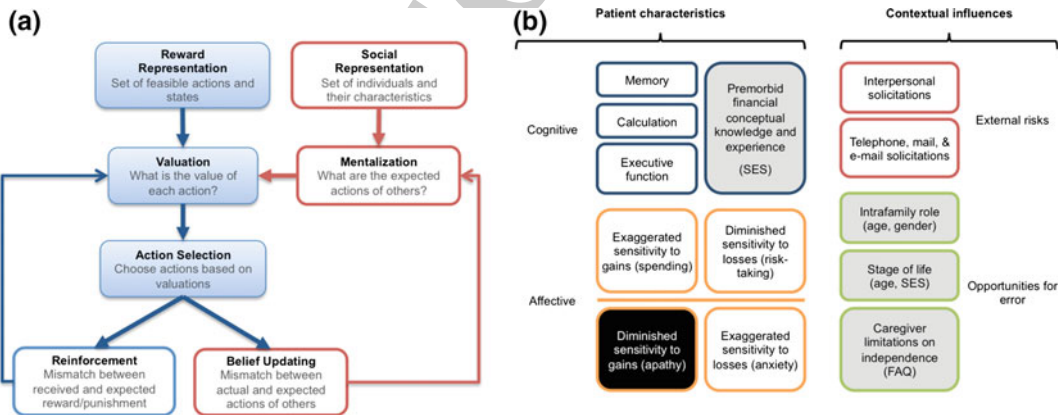 (a)
Reward
Representation
Set of feasible actions and
states
Social
Representation
Set of individuals and
their characteristics
Valuation
What is the value of
each action?
Mentalization
What are the expected
actions of others?
Action Selection
Choose actions based on
valuations
Reinforcement
Mismatch between
received and expected
reward/punishment
Belief Updating
Mismatch between
actual and expected
actions of others
(b)
Patient characteristics
Contextual influences
Cognitive
Memory
Calculation
Executive
function
Premorbid
financial
conceptual
knowledge and
experience
(SES)
Interpersonal
solicitations
Telephone, mail, &
e-mail solicitations
External risks
Affective
Exaggerated
sensitivity to
gains (spending)
Diminished
sensitivity to
losses (risk-
taking)
Diminished
sensitivity to
gains (apathy)
Exaggerated
sensitivity to
losses (anxiety)
Intrafamily role
(age, gender)
Stage of life
(age, SES)
Caregiver
limitations on
independence
(FAQ)
Opportunities for
error